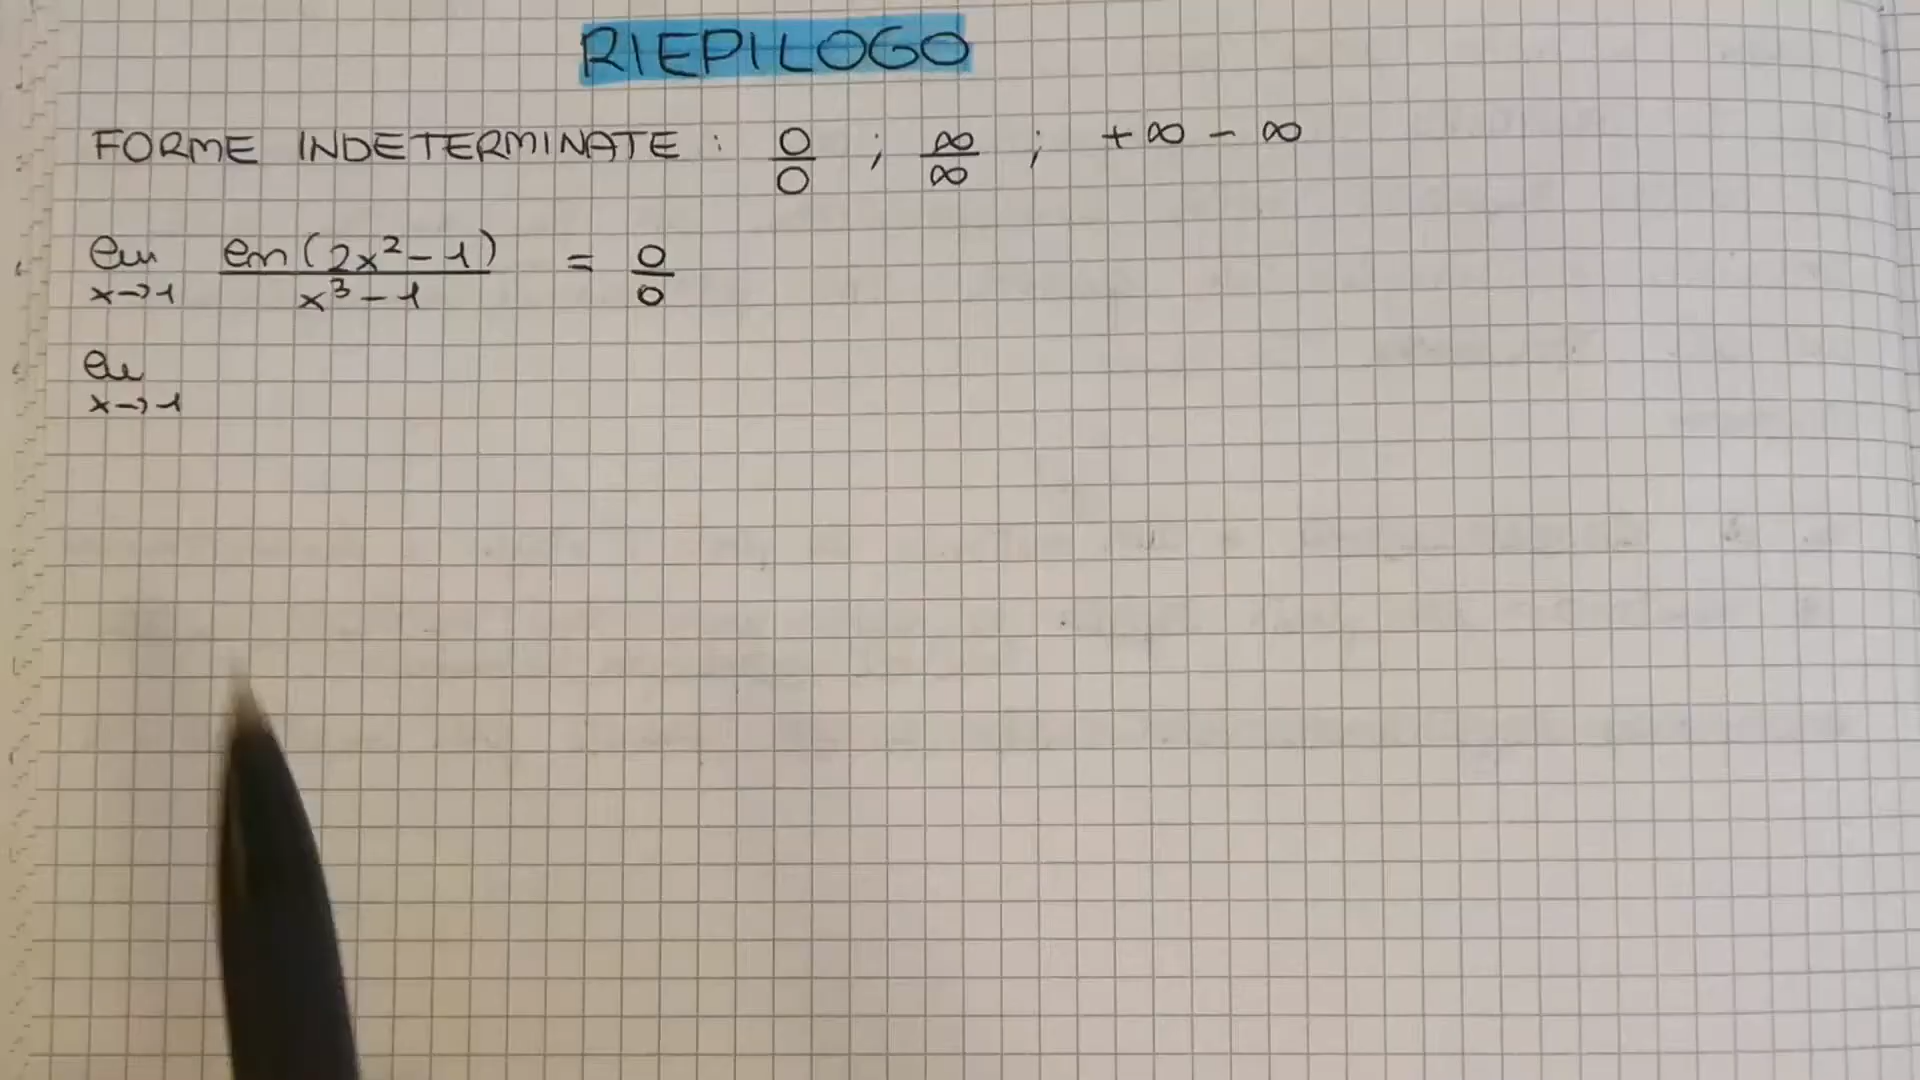 RIEPILOGO
FORME INDETERMINATE: 0/0 ; ∞/∞ ; +∞ - ∞
lim x→1 ln(2x²-1)/x³-1 = 0/0
lim x→1